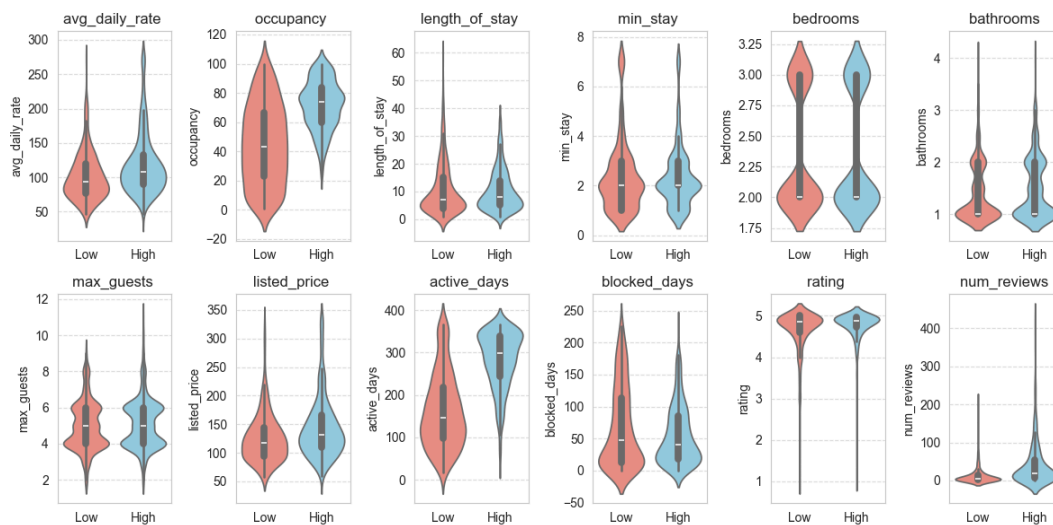 avg_daily_rate
avg_daily_rate
300
250
200
150
100
50
Low High
occupancy
occupancy
120
100
80
60
40
20
0
−20
Low High
length_of_stay
length_of_stay
60
50
40
30
20
10
0
Low High
min_stay
min_stay
8
6
4
2
0
Low High
bedrooms
bedrooms
3.25
3.00
2.75
2.50
2.25
2.00
1.75
Low High
bathrooms
bathrooms
4
3
2
1
Low High
max_guests
max_guests
12
10
8
6
4
2
Low High
listed_price
listed_price
350
300
250
200
150
100
50
Low High
active_days
active_days
400
300
200
100
0
Low High
blocked_days
blocked_days
250
200
150
100
50
0
−50
Low High
rating
rating
5
4
3
2
1
Low High
num_reviews
num_reviews
400
300
200
100
0
Low High